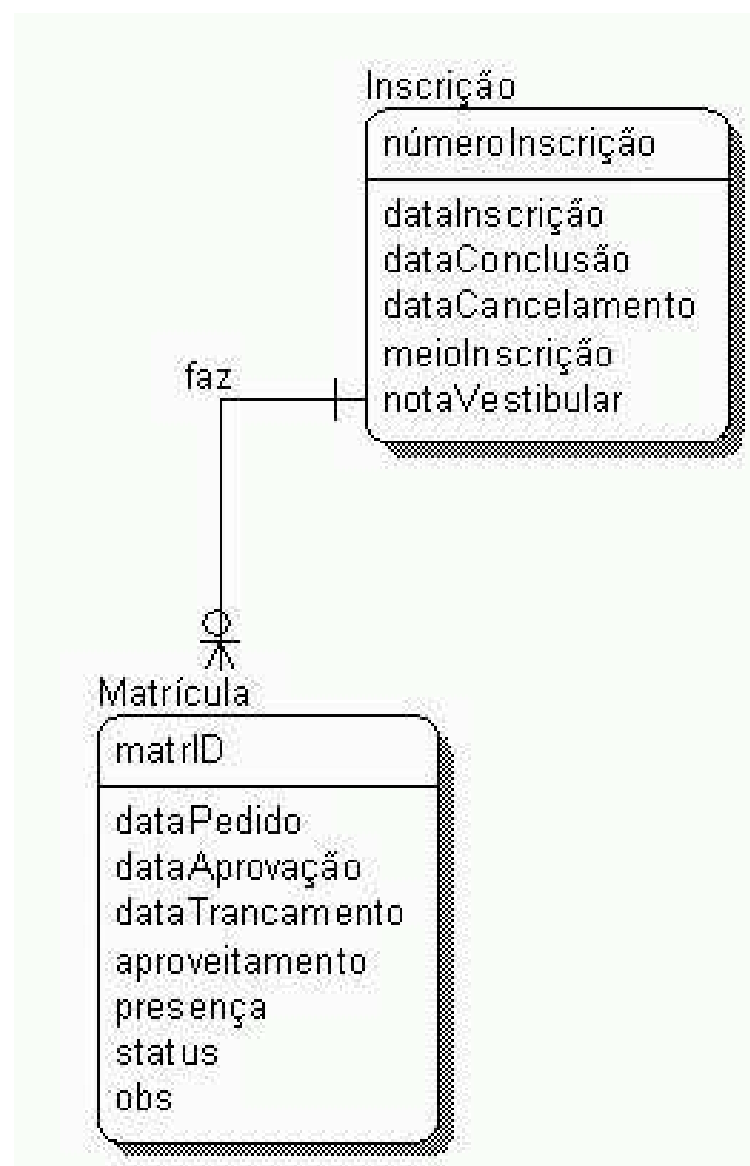 Inscrição
númeroInscrição
dataInscrição
dataConclusão
dataCancelamento
meioInscrição
notaVestibular
faz
Matrícula
matrID
dataPedido
dataAprovação
dataTrancamento
aproveitamento
presença
status
obs